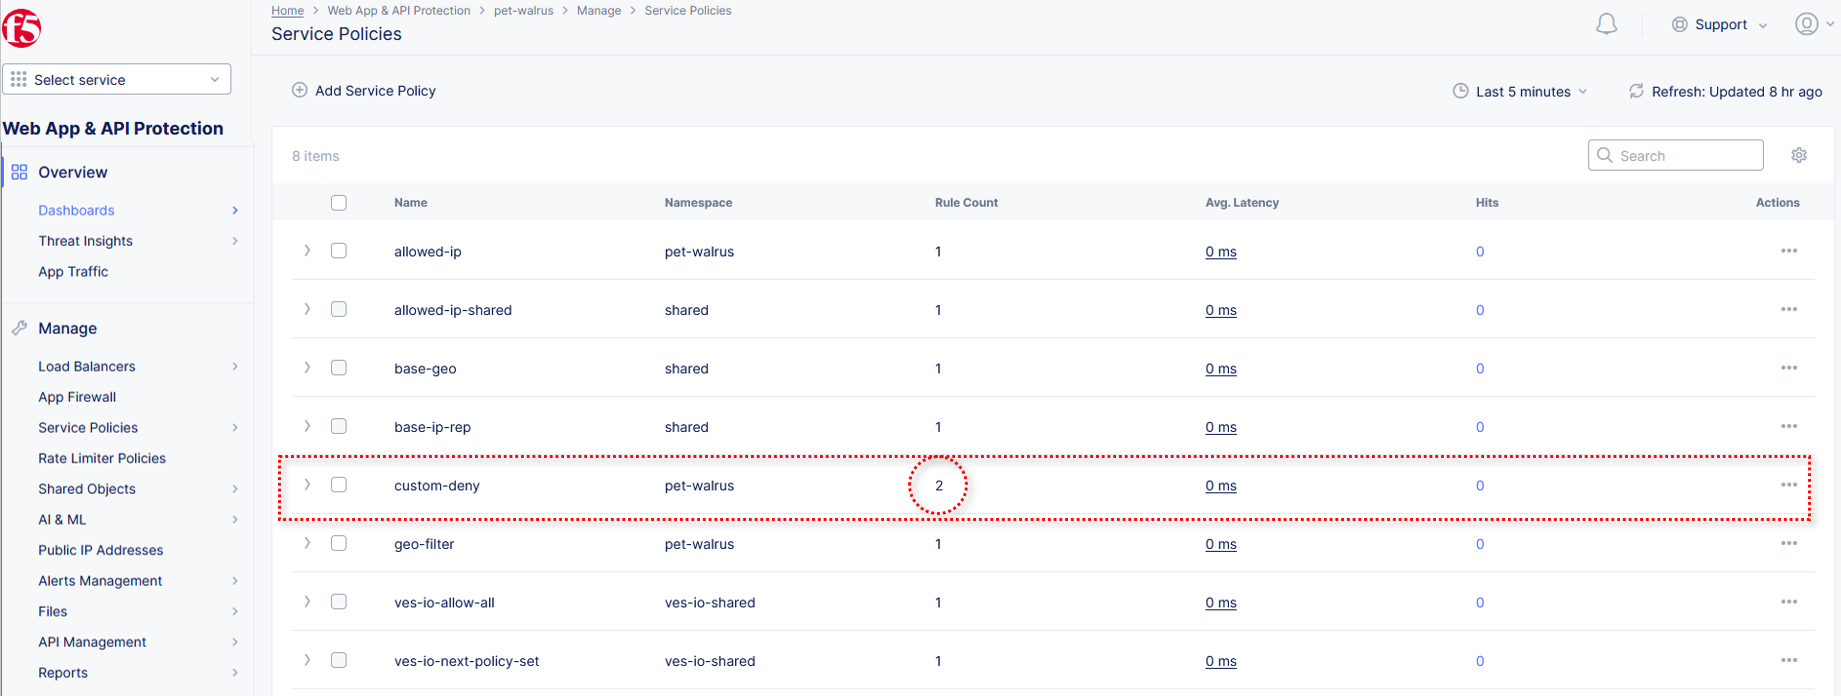 f5
Home > Web App & API Protection > pet-walrus > Manage > Service Policies
Service Policies
Support
Select service
Add Service Policy
Last 5 minutes
Refresh: Updated 8 hr ago
Web App & API Protection
Overview
Dashboards
Threat Insights
App Traffic
Manage
Load Balancers
App Firewall
Service Policies
Rate Limiter Policies
Shared Objects
AI & ML
Public IP Addresses
Alerts Management
Files
API Management
Reports
8 items
Search
Name Namespace Rule Count Avg. Latency Hits Actions
allowed-ip pet-walrus 1 0 ms 0
allowed-ip-shared shared 1 0 ms 0
base-geo shared 1 0 ms 0
base-ip-rep shared 1 0 ms 0
custom-deny pet-walrus 2 0 ms 0
geo-filter pet-walrus 1 0 ms 0
ves-io-allow-all ves-io-shared 1 0 ms 0
ves-io-next-policy-set ves-io-shared 1 0 ms 0